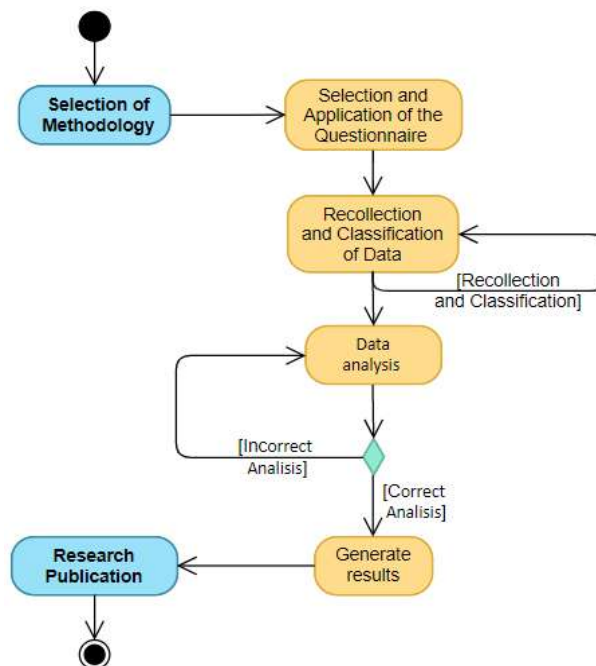 Selection of
Methodology
Selection and
Application of the
Questionnaire
Recollection
and Classification
of Data
[Recollection
and Classification]
Data
analysis
[Incorrect
Analisis]
[Correct
Analisis]
Research
Publication
Generate
results